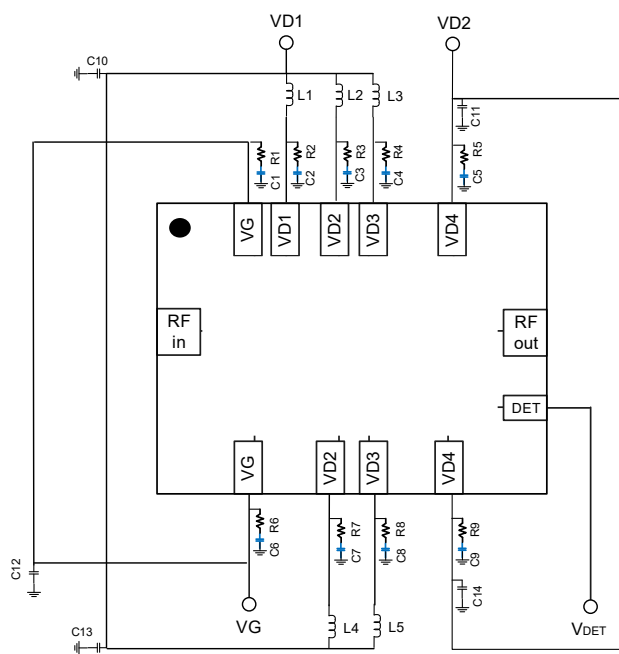 VD1
VD2
C10
L1
L2
L3
C11
R1
C1
R2
C2
R3
C3
R4
C4
R5
C5
VG
VD1
VD2
VD3
VD4
RF
in
RF
out
DET
VG
VD2
VD3
VD4
R6
C6
R7
C7
R8
C8
R9
C9
C12
C14
VG
L4
L5
VDET
C13